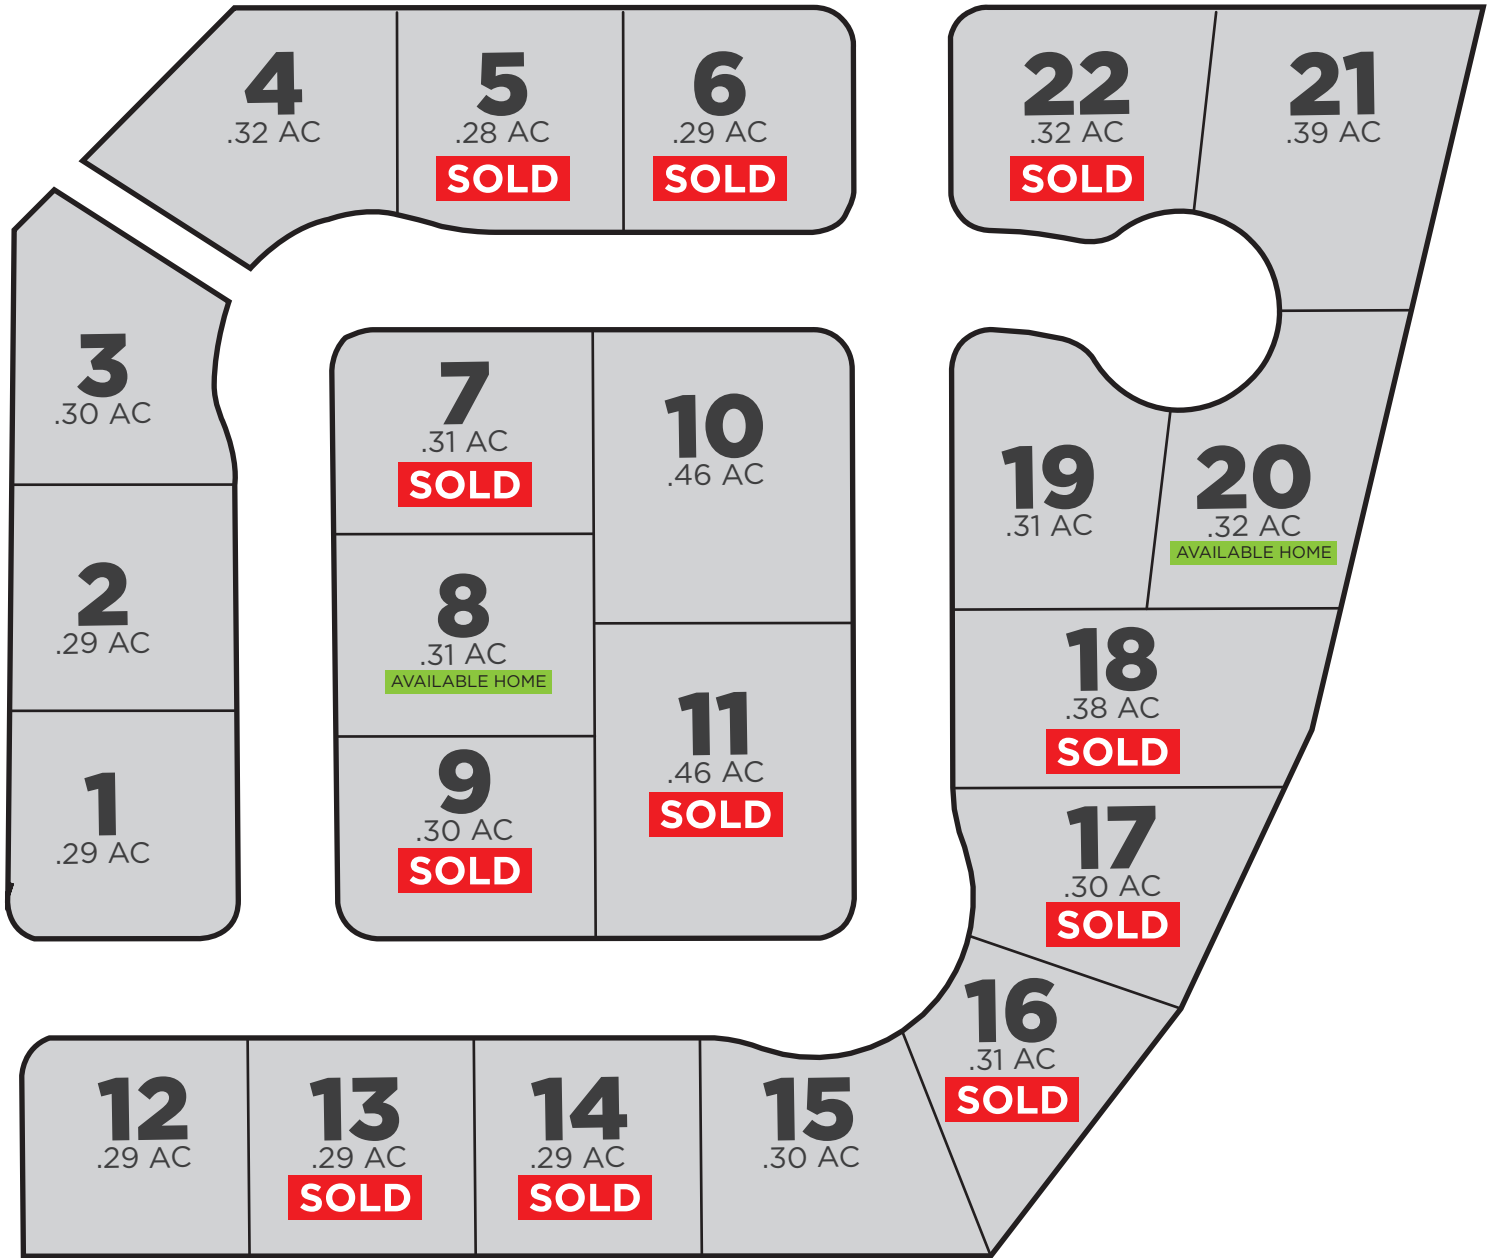 4
.32 AC
5
.28 AC
SOLD
6
.29 AC
SOLD
22
.32 AC
SOLD
21
.39 AC
3
.30 AC
7
.31 AC
SOLD
10
.46 AC
19
.31 AC
20
.32 AC
AVAILABLE HOME
2
.29 AC
8
.31 AC
AVAILABLE HOME
18
.38 AC
SOLD
11
.46 AC
SOLD
1
.29 AC
9
.30 AC
SOLD
17
.30 AC
SOLD
16
.31 AC
SOLD
12
.29 AC
13
.29 AC
SOLD
14
.29 AC
SOLD
15
.30 AC